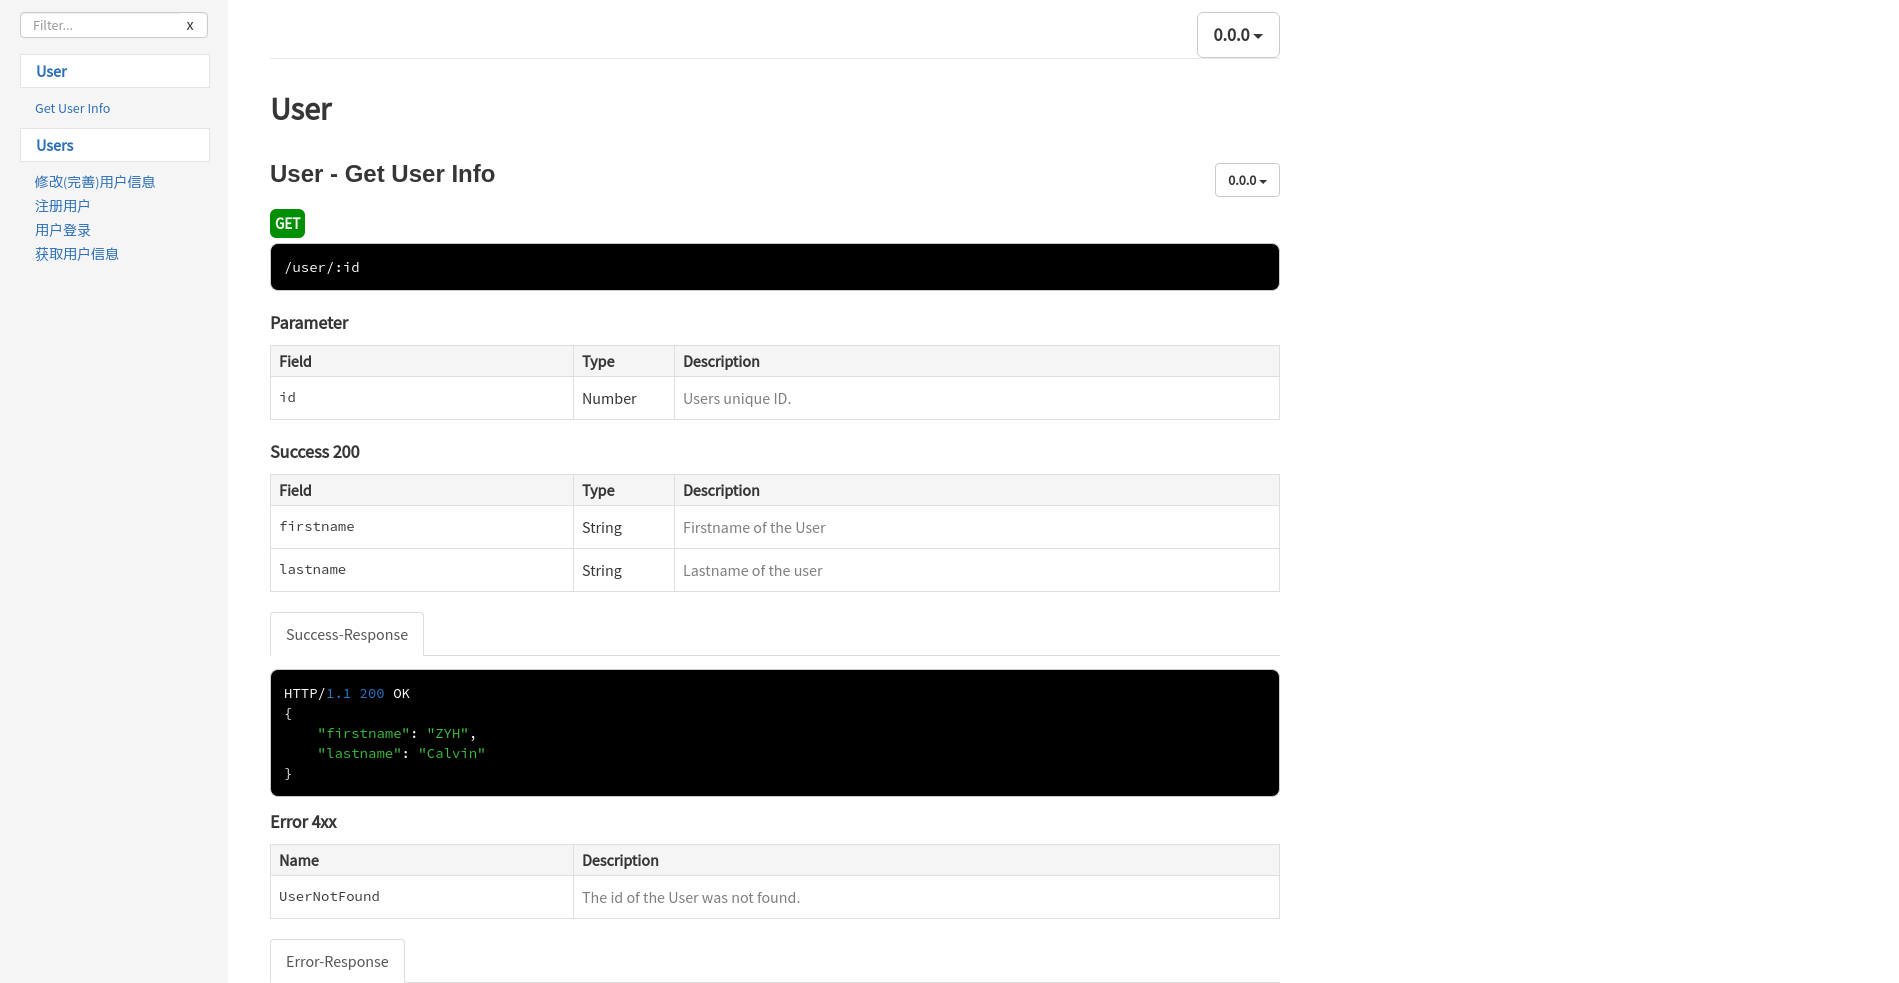 Filter...
x
User
Get User Info
Users
修改(完善)用户信息
注册用户
用户登录
获取用户信息
0.0.0
User
User - Get User Info
0.0.0
GET
/user/:id
Parameter
Field Type Description
id Number Users unique ID.
Success 200
Field Type Description
firstname String Firstname of the User
lastname String Lastname of the user
Success-Response
HTTP/1.1 200 OK
{
    "firstname": "ZYH",
    "lastname": "Calvin"
}
Error 4xx
Name Description
UserNotFound The id of the User was not found.
Error-Response